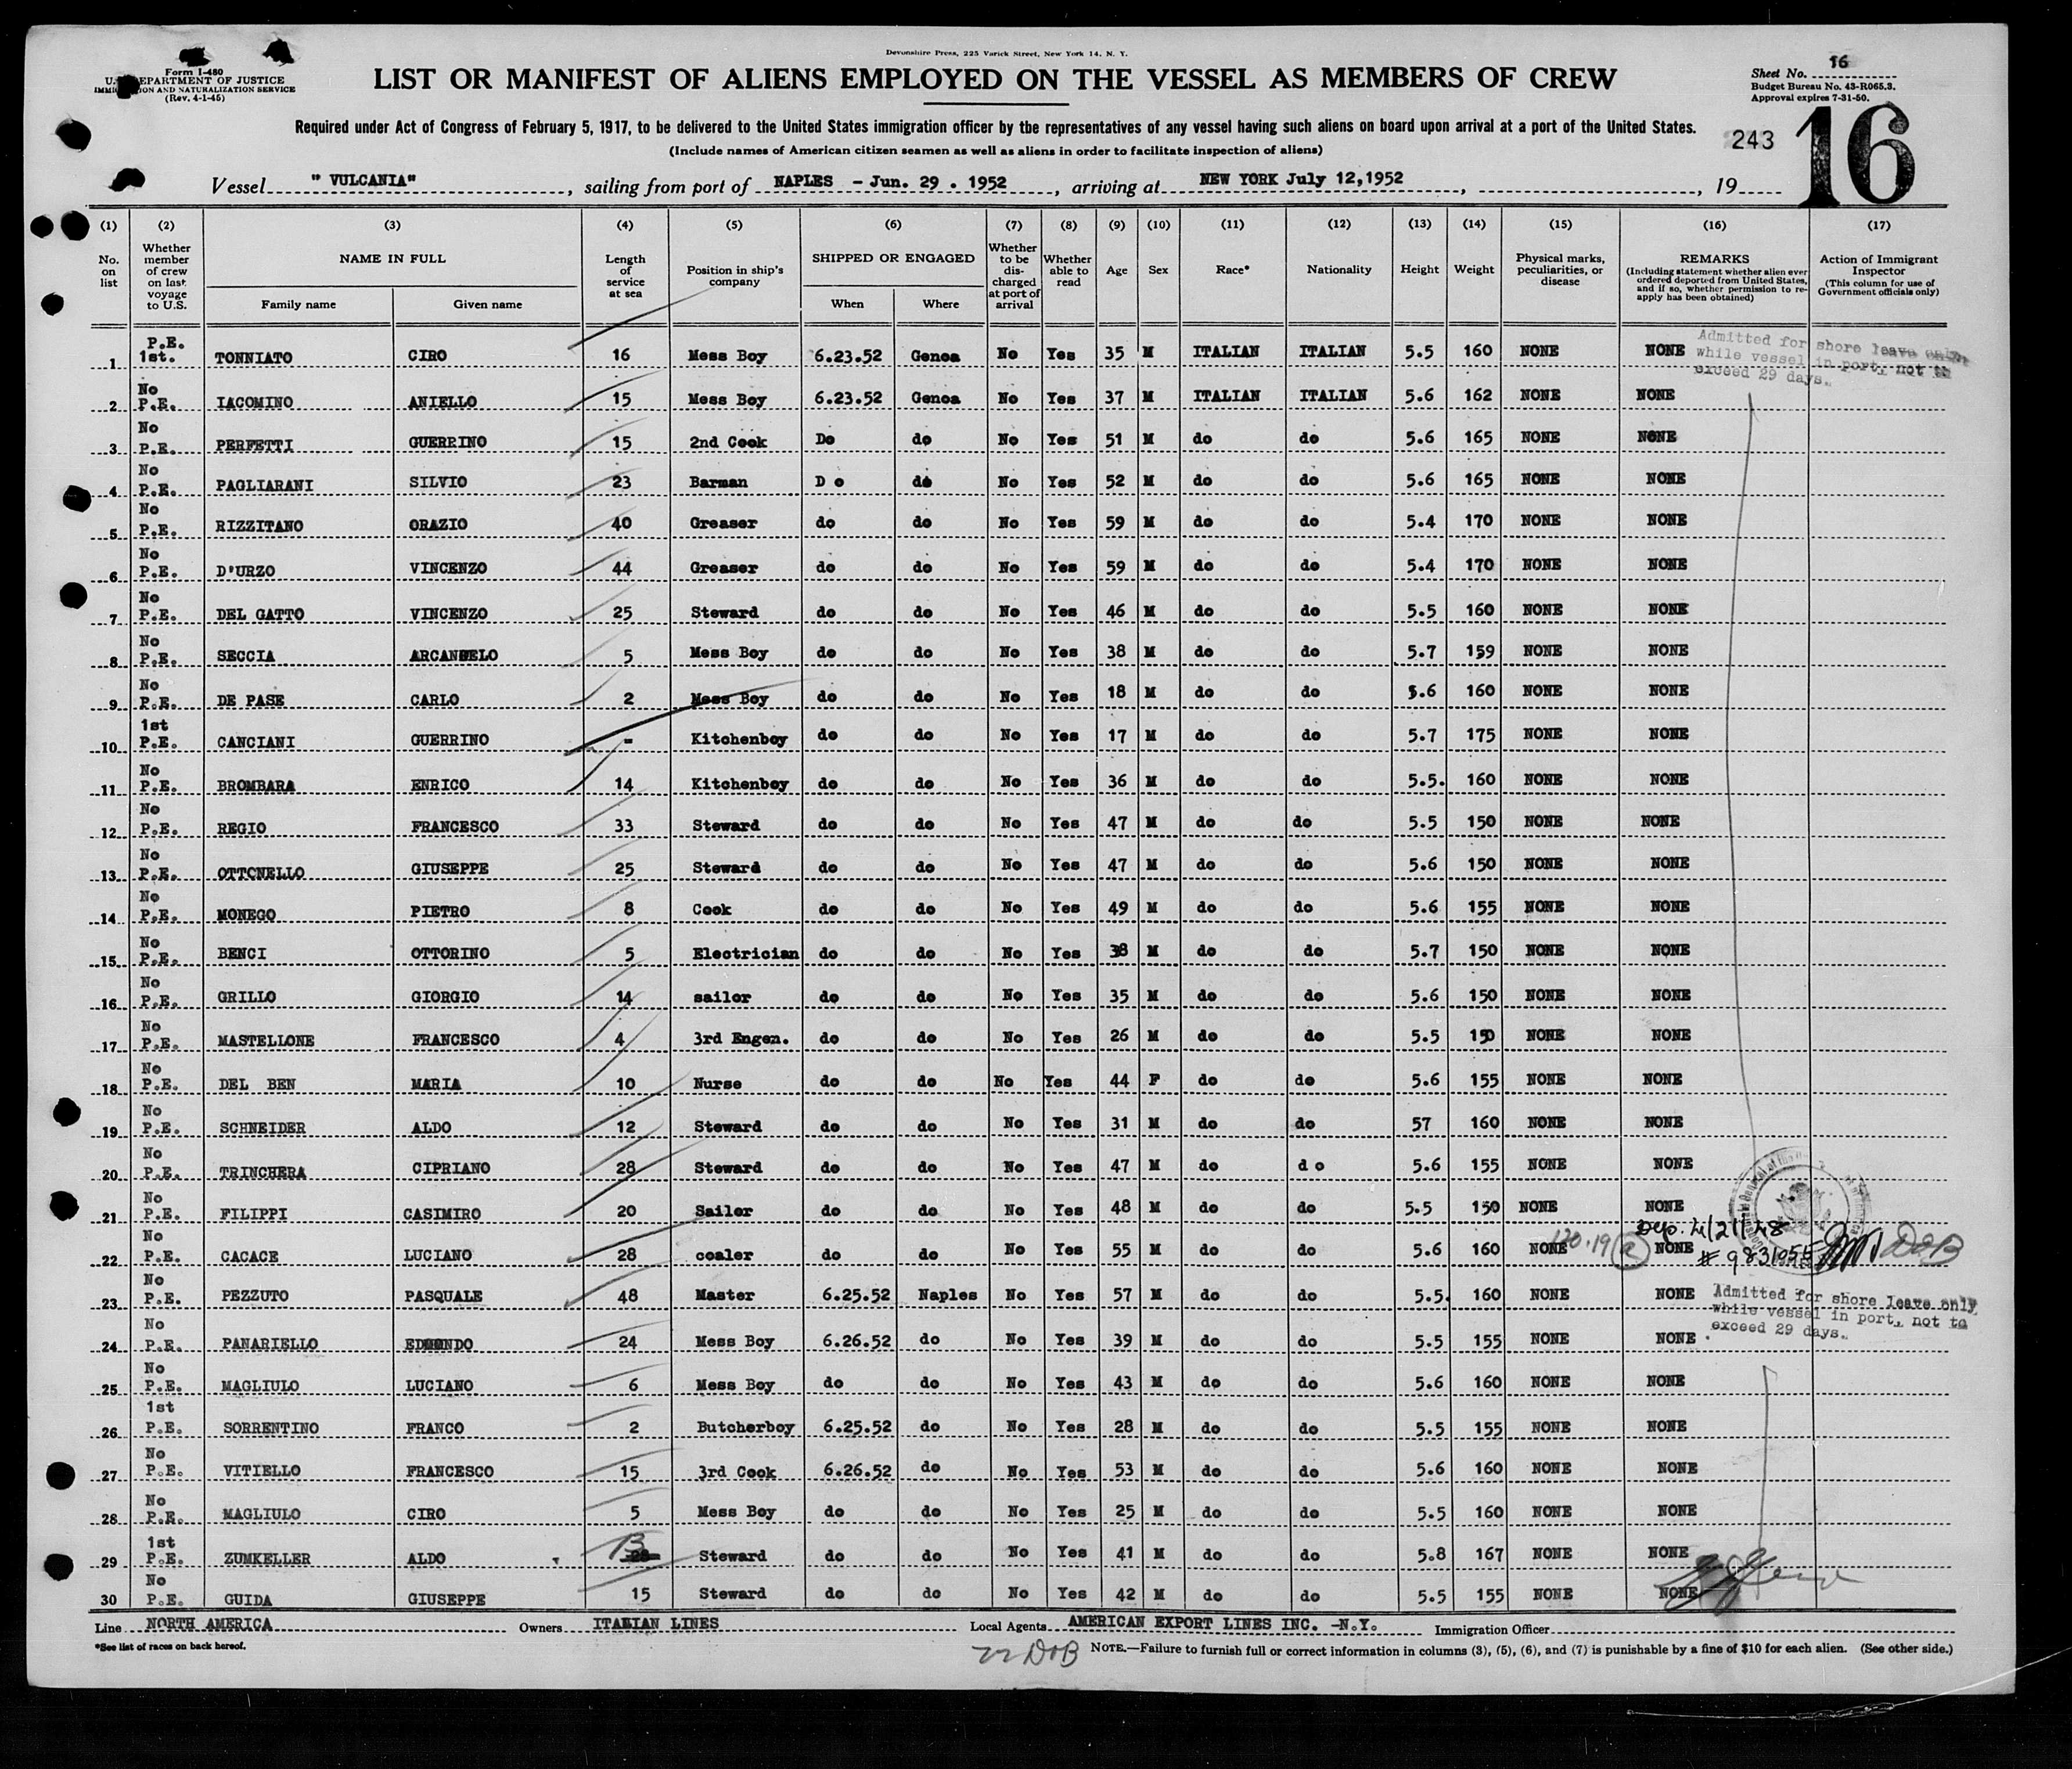 Devonshire Press, 225 Varick Street, New York 14, N. Y.
Form I-480
DEPARTMENT OF JUSTICE
IMMIGRATION AND NATURALIZATION SERVICE
(Rev. 4-1-45)
LIST OR MANIFEST OF ALIENS EMPLOYED ON THE VESSEL AS MEMBERS OF CREW
Sheet No. 16
Budget Bureau No. 43-R065.3.
Approval expires 7-31-50.
Required under Act of Congress of February 5, 1917, to be delivered to the United States immigration officer by the representatives of any vessel having such aliens on board upon arrival at a port of the United States.
(Include names of American citizen seamen as well as aliens in order to facilitate inspection of aliens)
243 16
Vessel " VULCANIA" , sailing from port of NAPLES - Jun. 29 . 1952 , arriving at NEW YORK July 12,1952 , , 19
(1) (2) (3) (4) (5) (6) (7) (8) (9) (10) (11) (12) (13) (14) (15) (16) (17)
No. on list
Whether member of crew on last voyage to U.S.
NAME IN FULL
Family name Given name
Length of service at sea
Position in ship's company
SHIPPED OR ENGAGED
When Where
Whether to be discharged at port of arrival
Whether able to read
Age Sex Race* Nationality Height Weight
Physical marks, peculiarities, or disease
REMARKS
(Including statement whether alien ever ordered deported from United States, and if so, whether permission to reapply has been obtained)
Action of Immigrant Inspector
(This column for use of Government officials only)
1 P.E. 1st. TONNIATO CIRO 16 Mess Boy 6.23.52 Genoa No Yes 35 M ITALIAN ITALIAN 5.5 160 NONE NONE
Admitted for shore leave only
while vessel in port, not to
exceed 29 days.
2 No P.E. IACOMINO ANIELLO 15 Mess Boy 6.23.52 Genoa No Yes 37 M ITALIAN ITALIAN 5.6 162 NONE NONE
3 No P.E. PERFETTI GUERRINO 15 2nd Cook Do do No Yes 51 M do do 5.6 165 NONE NONE
4 No P.E. PAGLIARANI SILVIO 23 Barman D o do No Yes 52 M do do 5.6 165 NONE NONE
5 No P.E. RIZZITANO ORAZIO 40 Greaser do do No Yes 59 M do do 5.4 170 NONE NONE
6 No P.E. D'URZO VINCENZO 44 Greaser do do No Yes 59 M do do 5.4 170 NONE NONE
7 No P.E. DEL GATTO VINCENZO 25 Steward do do No Yes 46 M do do 5.5 160 NONE NONE
8 No P.E. SECCIA ARCANGELO 5 Mess Boy do do No Yes 38 M do do 5.7 159 NONE NONE
9 No P.E. DE PASE CARLO 2 Mess Boy do do No Yes 18 M do do 5.6 160 NONE NONE
10 1st P.E. CANCIANI GUERRINO - Kitchenboy do do No Yes 17 M do do 5.7 175 NONE NONE
11 No P.E. BROMBARA ENRICO 14 Kitchenboy do do No Yes 36 M do do 5.5. 160 NONE NONE
12 No P.E. REGIO FRANCESCO 33 Steward do do No Yes 47 M do do 5.5 150 NONE NONE
13 No P.E. OTTONELLO GIUSEPPE 25 Steward do do No Yes 47 M do do 5.6 150 NONE NONE
14 No P.E. MONEGO PIETRO 8 Cook do do No Yes 49 M do do 5.6 155 NONE NONE
15 No P.E. BENCI OTTORINO 5 Electrician do do No Yes 38 M do do 5.7 150 NONE NONE
16 No P.E. GRILLO GIORGIO 14 sailor do do No Yes 35 M do do 5.6 150 NONE NONE
17 No P.E. MASTELLONE FRANCESCO 4 3rd Engen. do do No Yes 26 M do do 5.5 150 NONE NONE
18 No P.E. DEL BEN MARIA 10 Nurse do do No Yes 44 F do do 5.6 155 NONE NONE
19 No P.E. SCHNEIDER ALDO 12 Steward do do No Yes 31 M do do 57 160 NONE NONE
20 No P.E. TRINCHERA CIPRIANO 28 Steward do do No Yes 47 M do d o 5.6 155 NONE NONE
21 No P.E. FILIPPI CASIMIRO 20 Sailor do do No Yes 48 M do do 5.5 150 NONE NONE
22 No P.E. CACACE LUCIANO 28 coaler do do No Yes 55 M do do 5.6 160 NONE NONE
120.19 (a) Dep. 4/21/48 DoB
23 No P.E. PEZZUTO PASQUALE 48 Master 6.25.52 Naples No Yes 57 M do do 5.5. 160 NONE NONE
Admitted for shore leave only
while vessel in port, not to
exceed 29 days.
24 No P.E. PANARIELLO EDMONDO 24 Mess Boy 6.26.52 do No Yes 39 M do do 5.5 155 NONE NONE
25 No P.E. MAGLIULO LUCIANO 6 Mess Boy do do No Yes 43 M do do 5.6 160 NONE NONE
26 1st P.E. SORRENTINO FRANCO 2 Butcherboy 6.25.52 do No Yes 28 M do do 5.5 155 NONE NONE
27 No P.E. VITIELLO FRANCESCO 15 3rd Cook 6.26.52 do No Yes 53 M do do 5.6 160 NONE NONE
28 No P.E. MAGLIULO CIRO 5 Mess Boy do do No Yes 25 M do do 5.5 160 NONE NONE
29 1st P.E. ZUMKELLER ALDO Steward do do No Yes 41 M do do 5.8 167 NONE NONE
30 No P.E. GUIDA GIUSEPPE 15 Steward do do No Yes 42 M do do 5.5 155 NONE NONE
Line NORTH AMERICA Owners ITALIAN LINES Local Agents AMERICAN EXPORT LINES INC. -N.Y. Immigration Officer
*See list of races on back hereof.
22 DoB
NOTE.—Failure to furnish full or correct information in columns (3), (5), (6), and (7) is punishable by a fine of $10 for each alien. (See other side.)